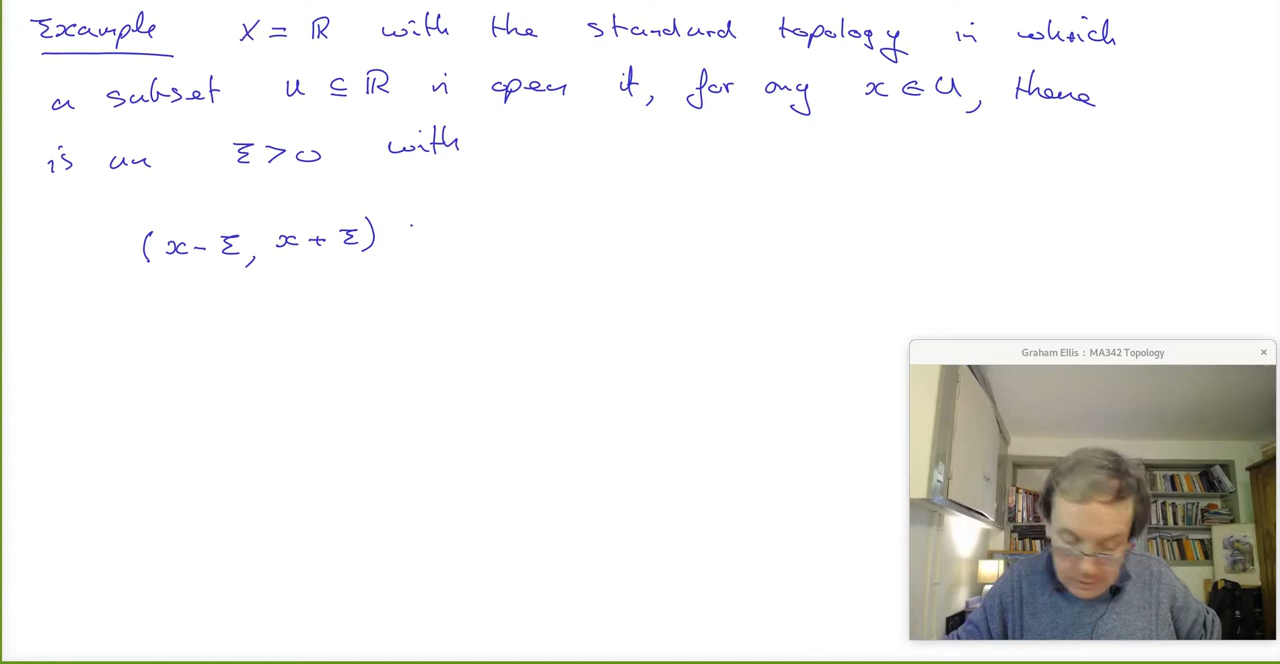 Example X = ℝ with the standard topology in which
a subset U ⊆ ℝ is open if, for any x ∈ U, there
is an ε > 0 with
(x - ε, x + ε)
Graham Ellis : MA342 Topology